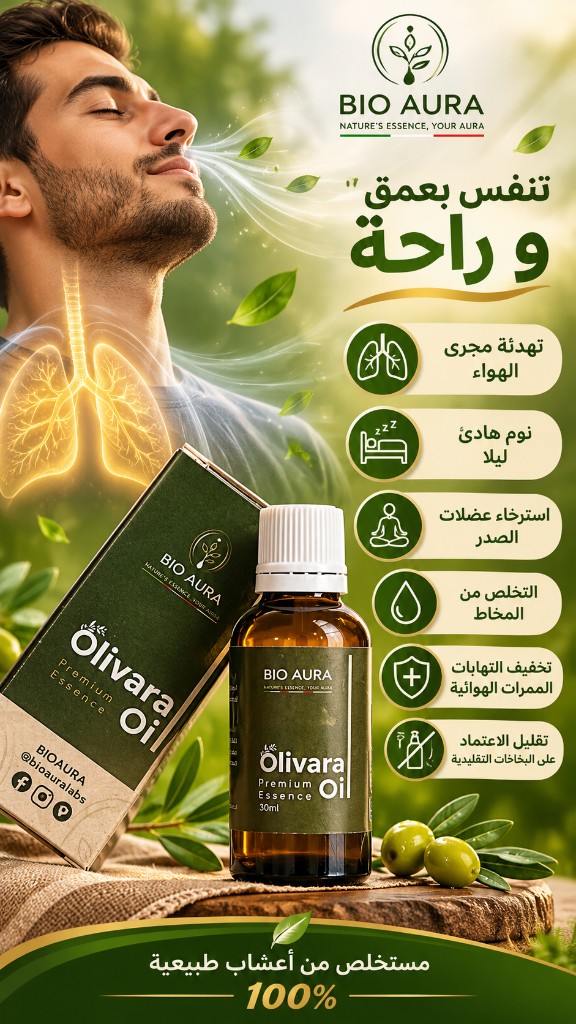 BIO AURA
NATURE'S ESSENCE, YOUR AURA
تنفس بعمق
و راحة
تهدئة مجرى
الهواء
نوم هادئ
ليلا
استرخاء عضلات
الصدر
التخلص من
المخاط
تخفيف التهابات
الممرات الهوائية
تقليل الاعتماد
على البخاخات التقليدية
BIO AURA
NATURE'S ESSENCE, YOUR AURA
Olivara
Oil
Premium
Essence
BIOAURA
@bioauralabs
BIO AURA
NATURE'S ESSENCE, YOUR AURA
Olivara
Oil
Premium
Essence
30ml
مستخلص من أعشاب طبيعية
100%